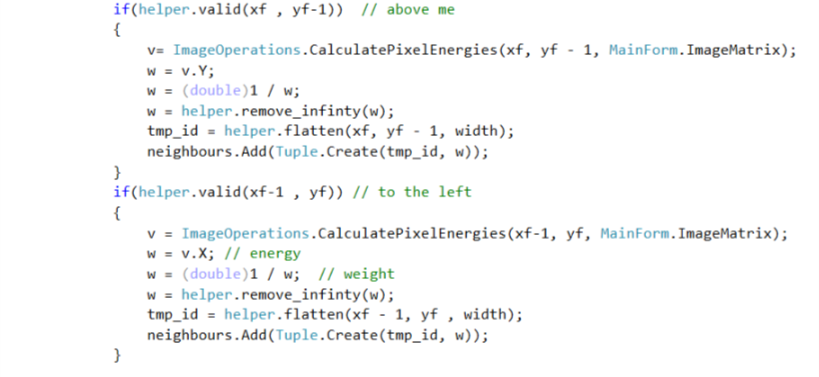 if(helper.valid(xf , yf-1))  // above me
{
v= ImageOperations.CalculatePixelEnergies(xf, yf - 1, MainForm.ImageMatrix);
w = v.Y;
w = (double)1 / w;
w = helper.remove_infinty(w);
tmp_id = helper.flatten(xf, yf - 1, width);
neighbours.Add(Tuple.Create(tmp_id, w));
}
if(helper.valid(xf-1 , yf)) // to the left
{
v = ImageOperations.CalculatePixelEnergies(xf-1, yf, MainForm.ImageMatrix);
w = v.X; // energy
w = (double)1 / w;  // weight
w = helper.remove_infinty(w);
tmp_id = helper.flatten(xf - 1, yf , width);
neighbours.Add(Tuple.Create(tmp_id, w));
}